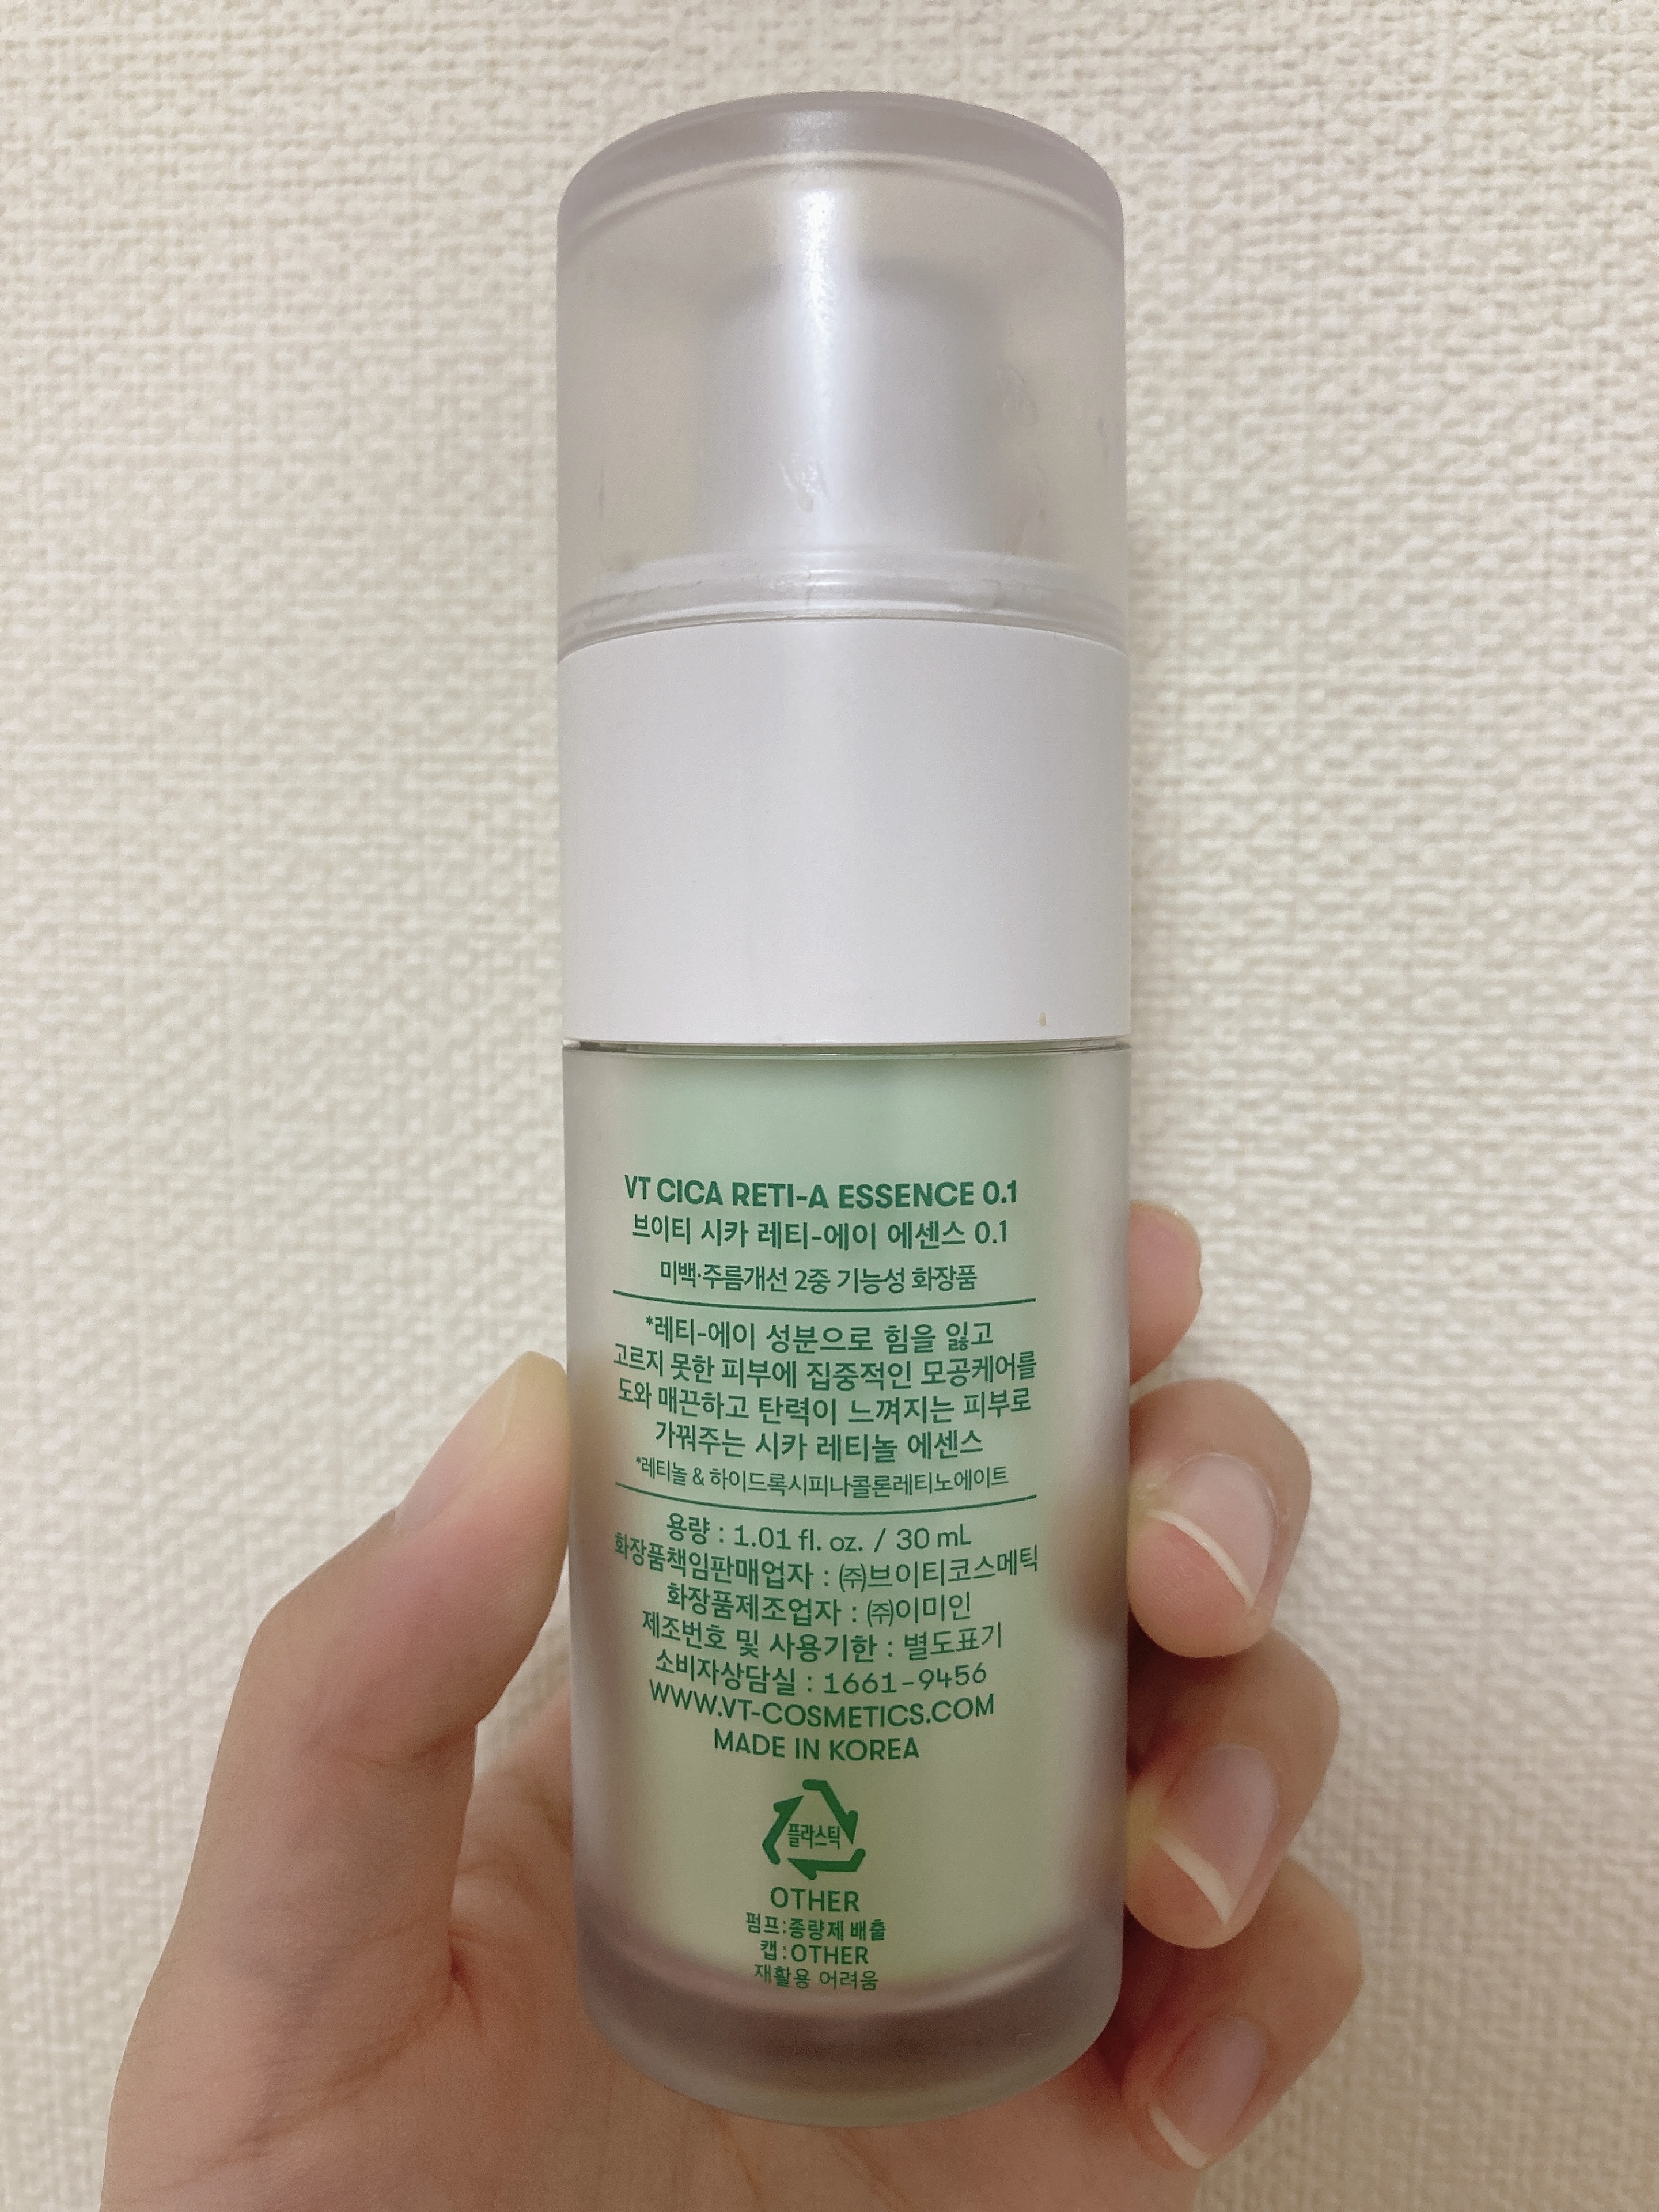 VT CICA RETI-A ESSENCE 0.1
브이티 시카 레티-에이 에센스 0.1
미백·주름개선 2중 기능성 화장품
*레티-에이 성분으로 힘을 잃고
고르지 못한 피부에 집중적인 모공케어를
도와 매끈하고 탄력이 느껴지는 피부로
가꿔주는 시카 레티놀 에센스
*레티놀 & 하이드록시피나콜론레티노에이트
용량 : 1.01 fl. oz. / 30 mL
화장품책임판매업자 : ㈜브이티코스메틱
화장품제조업자 : ㈜이미인
제조번호 및 사용기한 : 별도표기
소비자상담실 : 1661-9456
WWW.VT-COSMETICS.COM
MADE IN KOREA
플라스틱
OTHER
펌프:종량제 배출
캡:OTHER
재활용 어려움